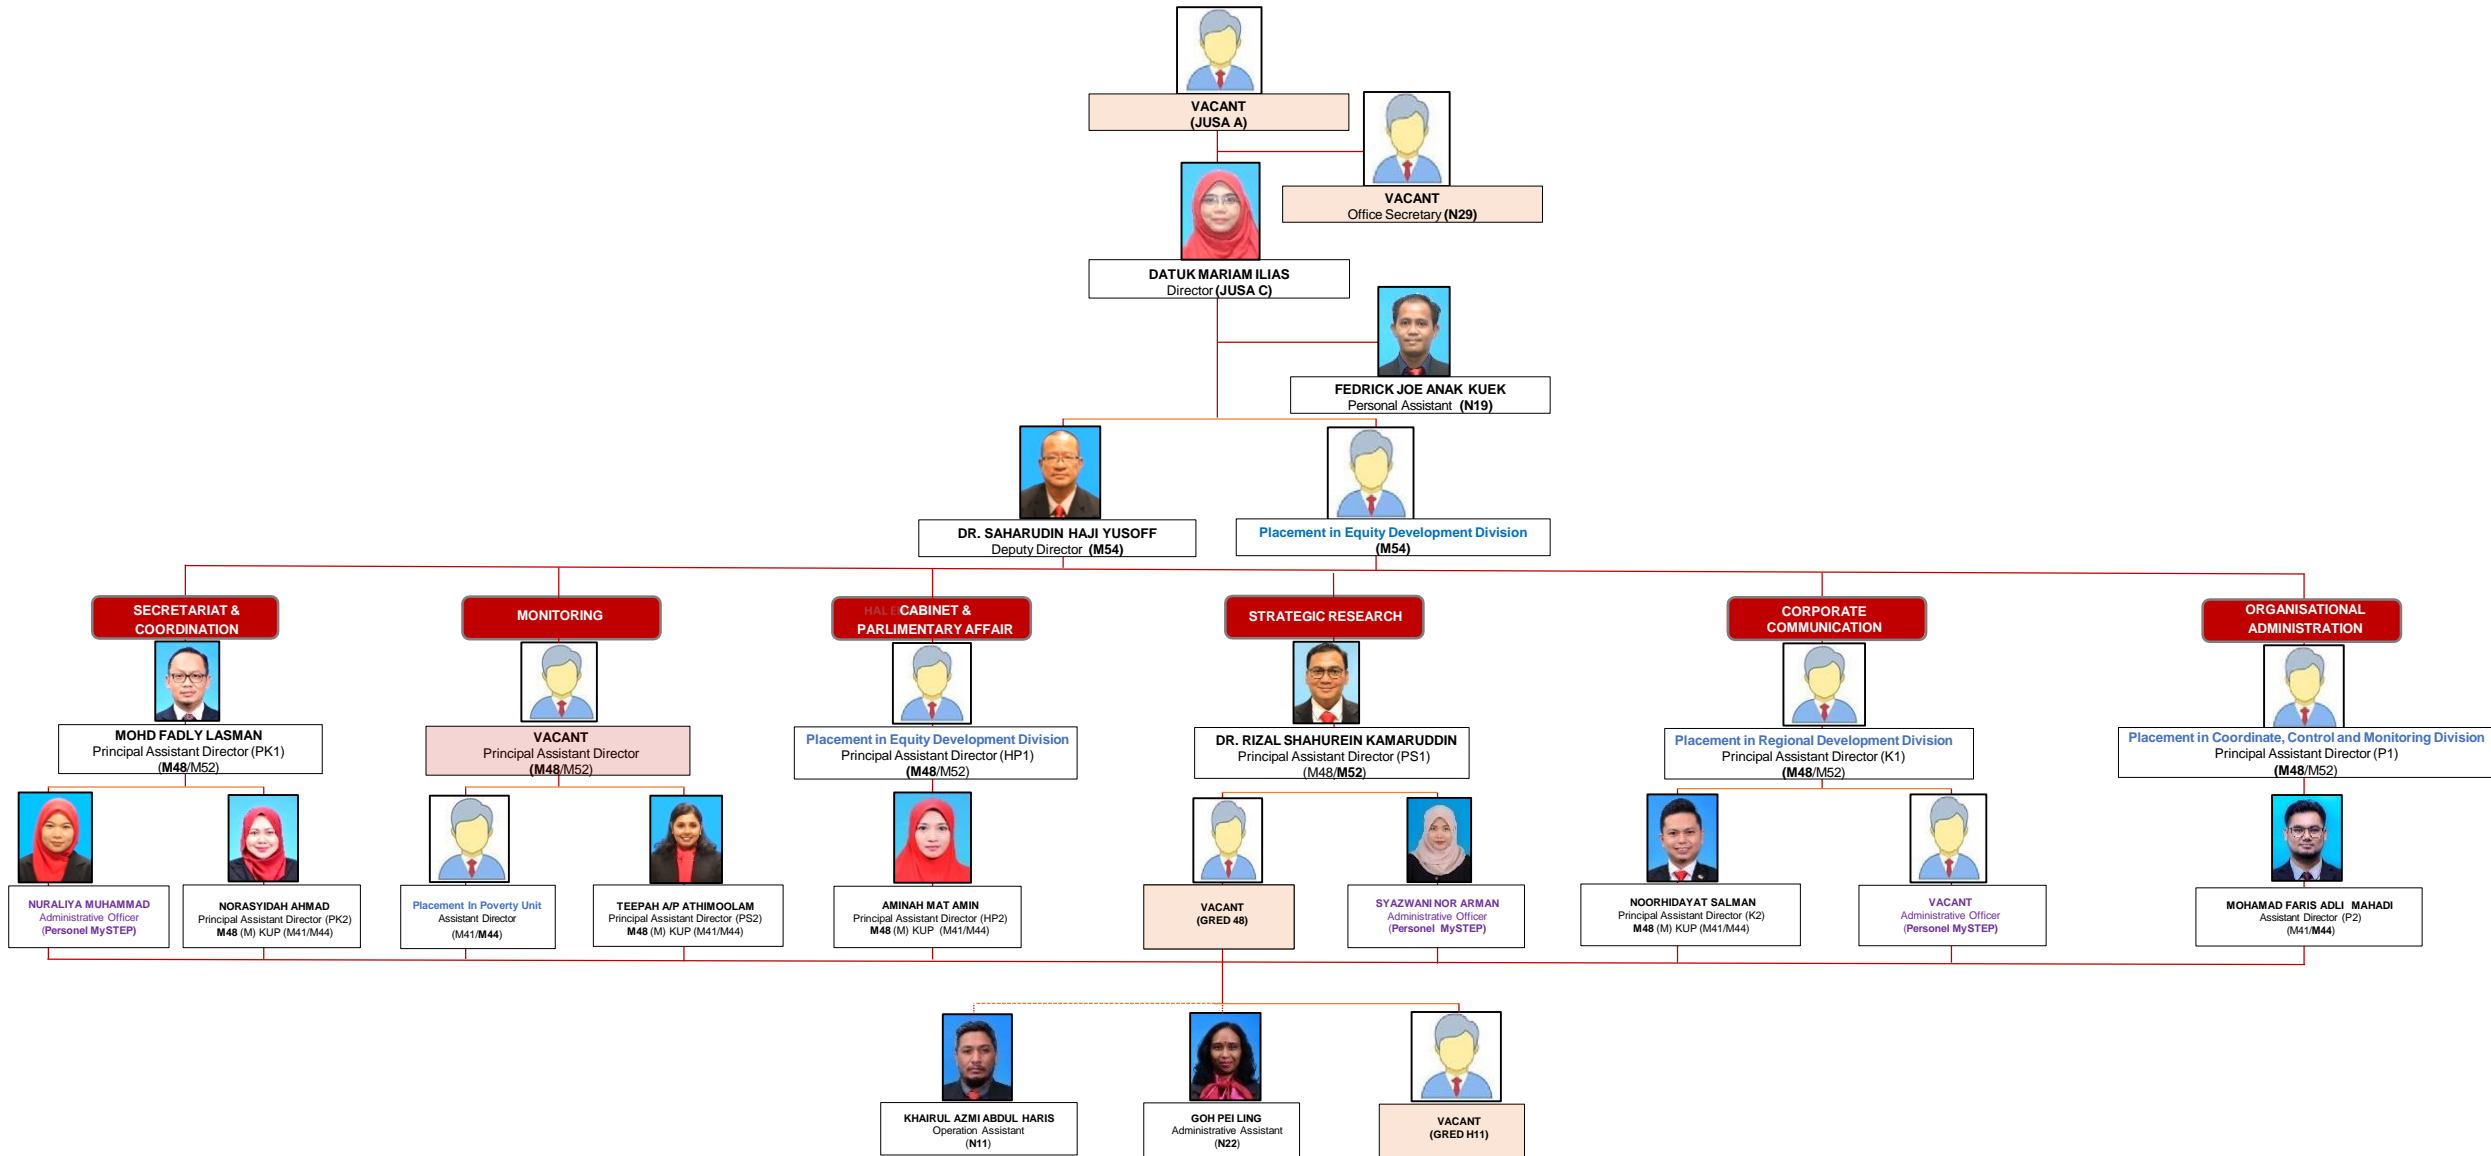 VACANT
(JUSA A)
VACANT
Office Secretary (N29)
DATUK MARIAM ILIAS
Director (JUSA C)
FEDRICK JOE ANAK KUEK
Personal Assistant (N19)
DR. SAHARUDIN HAJI YUSOFF
Deputy Director (M54)
Placement in Equity Development Division
(M54)
SECRETARIAT &
COORDINATION
MOHD FADLY LASMAN
Principal Assistant Director (PK1)
(M48/M52)
NURALIYA MUHAMMAD
Administrative Officer
(Personel MySTEP)
NORASYIDAH AHMAD
Principal Assistant Director (PK2)
M48 (M) KUP (M41/M44)
MONITORING
VACANT
Principal Assistant Director
(M48/M52)
Placement In Poverty Unit
Assistant Director
(M41/M44)
TEEPAH A/P ATHIMOOLAM
Principal Assistant Director (PS2)
M48 (M) KUP (M41/M44)
CABINET &
PARLIMENTARY AFFAIR
Placement in Equity Development Division
Principal Assistant Director (HP1)
(M48/M52)
AMINAH MAT AMIN
Principal Assistant Director (HP2)
M48 (M) KUP (M41/M44)
STRATEGIC RESEARCH
DR. RIZAL SHAHUREIN KAMARUDDIN
Principal Assistant Director (PS1)
(M48/M52)
VACANT
(GRED 48)
SYAZWANI NOR ARMAN
Administrative Officer
(Personel MySTEP)
CORPORATE
COMMUNICATION
Placement in Regional Development Division
Principal Assistant Director (K1)
(M48/M52)
NOORHIDAYAT SALMAN
Principal Assistant Director (K2)
M48 (M) KUP (M41/M44)
VACANT
Administrative Officer
(Personel MySTEP)
ORGANISATIONAL
ADMINISTRATION
Placement in Coordinate, Control and Monitoring Division
Principal Assistant Director (P1)
(M48/M52)
MOHAMAD FARIS ADLI MAHADI
Assistant Director (P2)
(M41/M44)
KHAIRUL AZMI ABDUL HARIS
Operation Assistant
(N11)
GOH PEI LING
Administrative Assistant
(N22)
VACANT
(GRED H11)